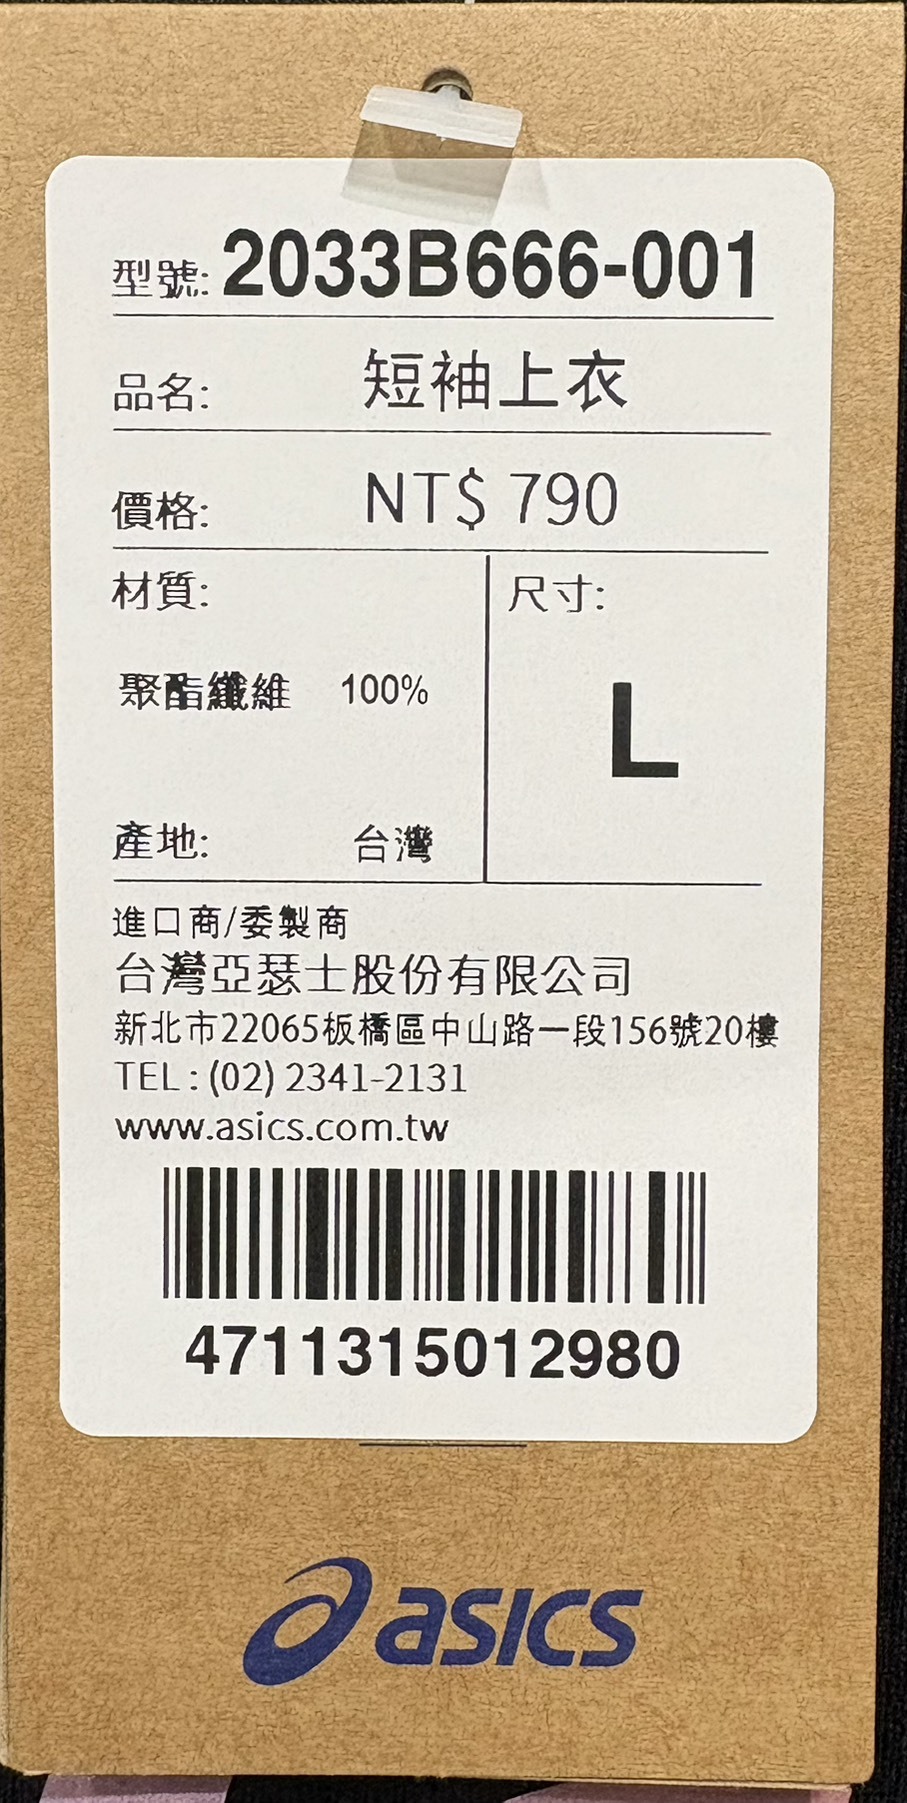 型號: 2033B666-001
品名: 短袖上衣
價格: NT$ 790
材質:
聚酯纖維 100%
產地: 台灣
尺寸:
L
進口商/委製商
台灣亞瑟士股份有限公司
新北市22065板橋區中山路一段156號20樓
TEL : (02) 2341-2131
www.asics.com.tw
4711315012980
asics